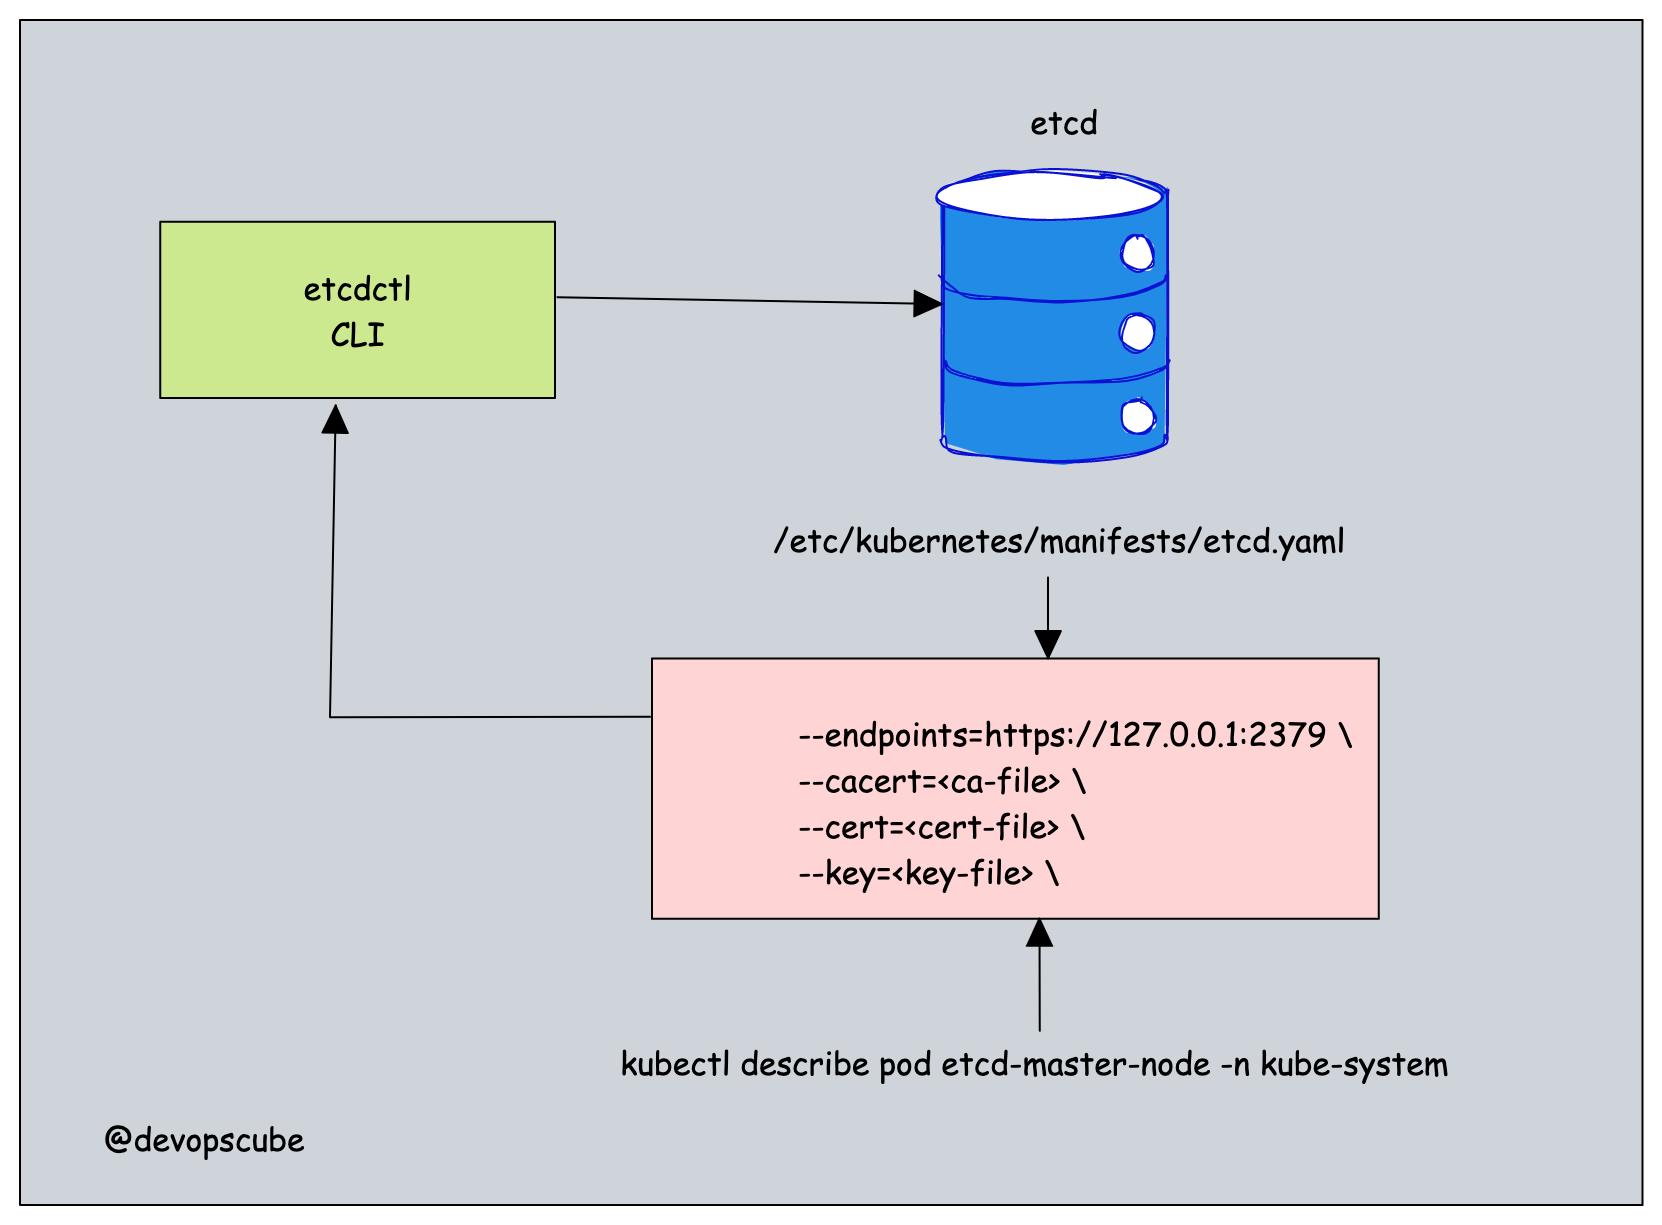 etcd
etcdctl
CLI
/etc/kubernetes/manifests/etcd.yaml
--endpoints=https://127.0.0.1:2379 \
--cacert=<ca-file> \
--cert=<cert-file> \
--key=<key-file> \
kubectl describe pod etcd-master-node -n kube-system
@devopscube